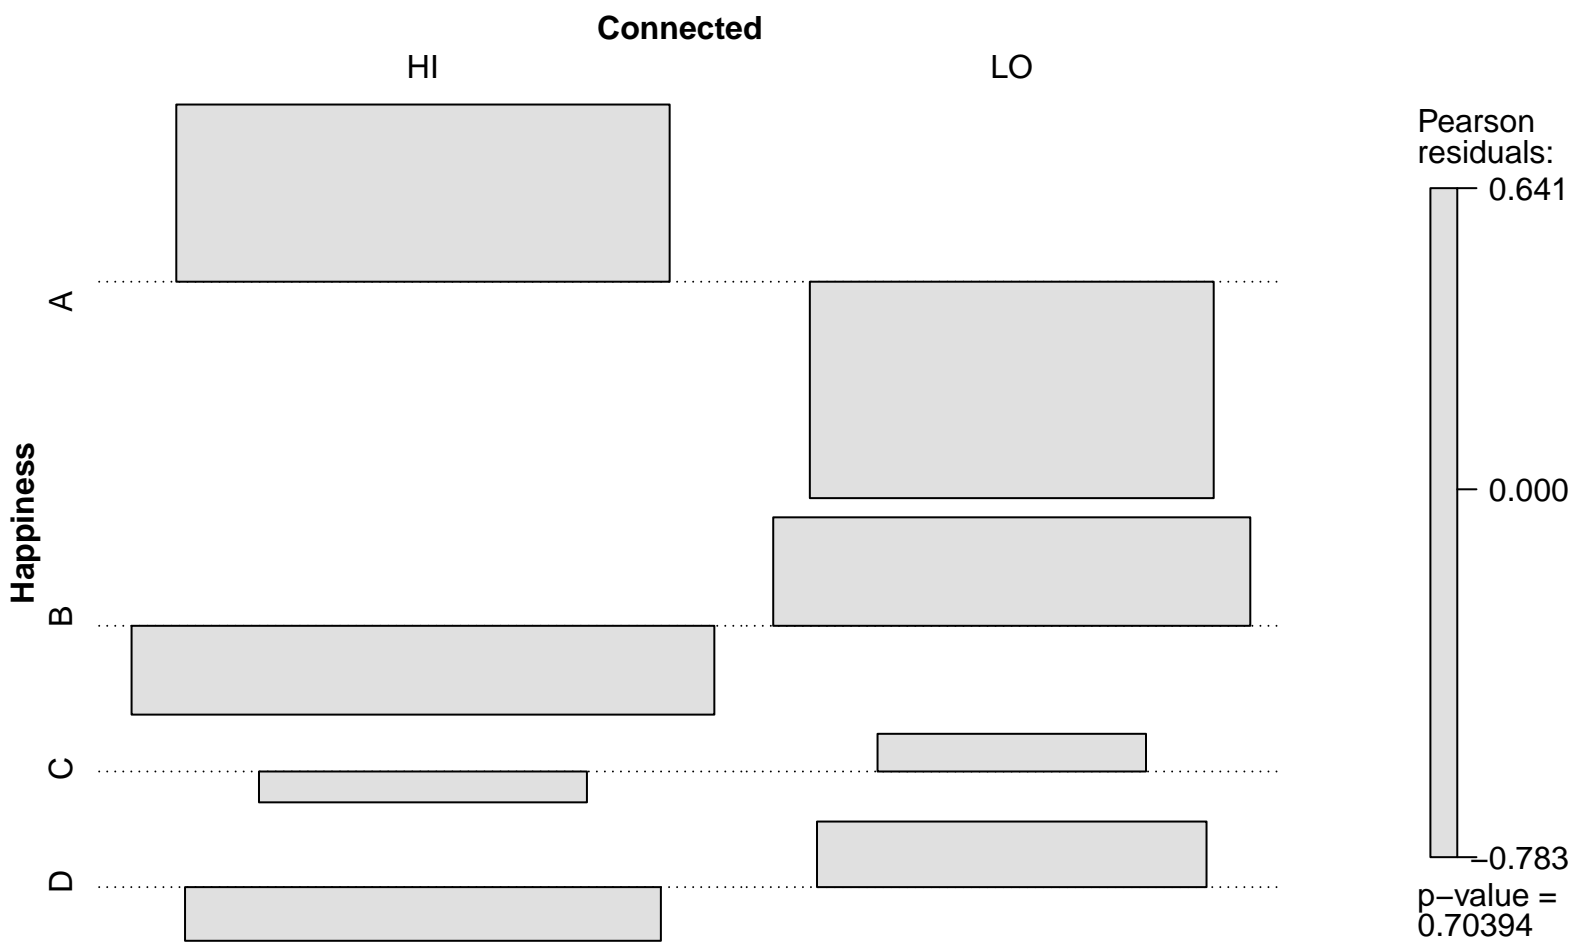 Connected
HI
LO
Happiness
A
B
C
D
Pearson
residuals:
0.641
0.000
−0.783
p−value =
0.70394